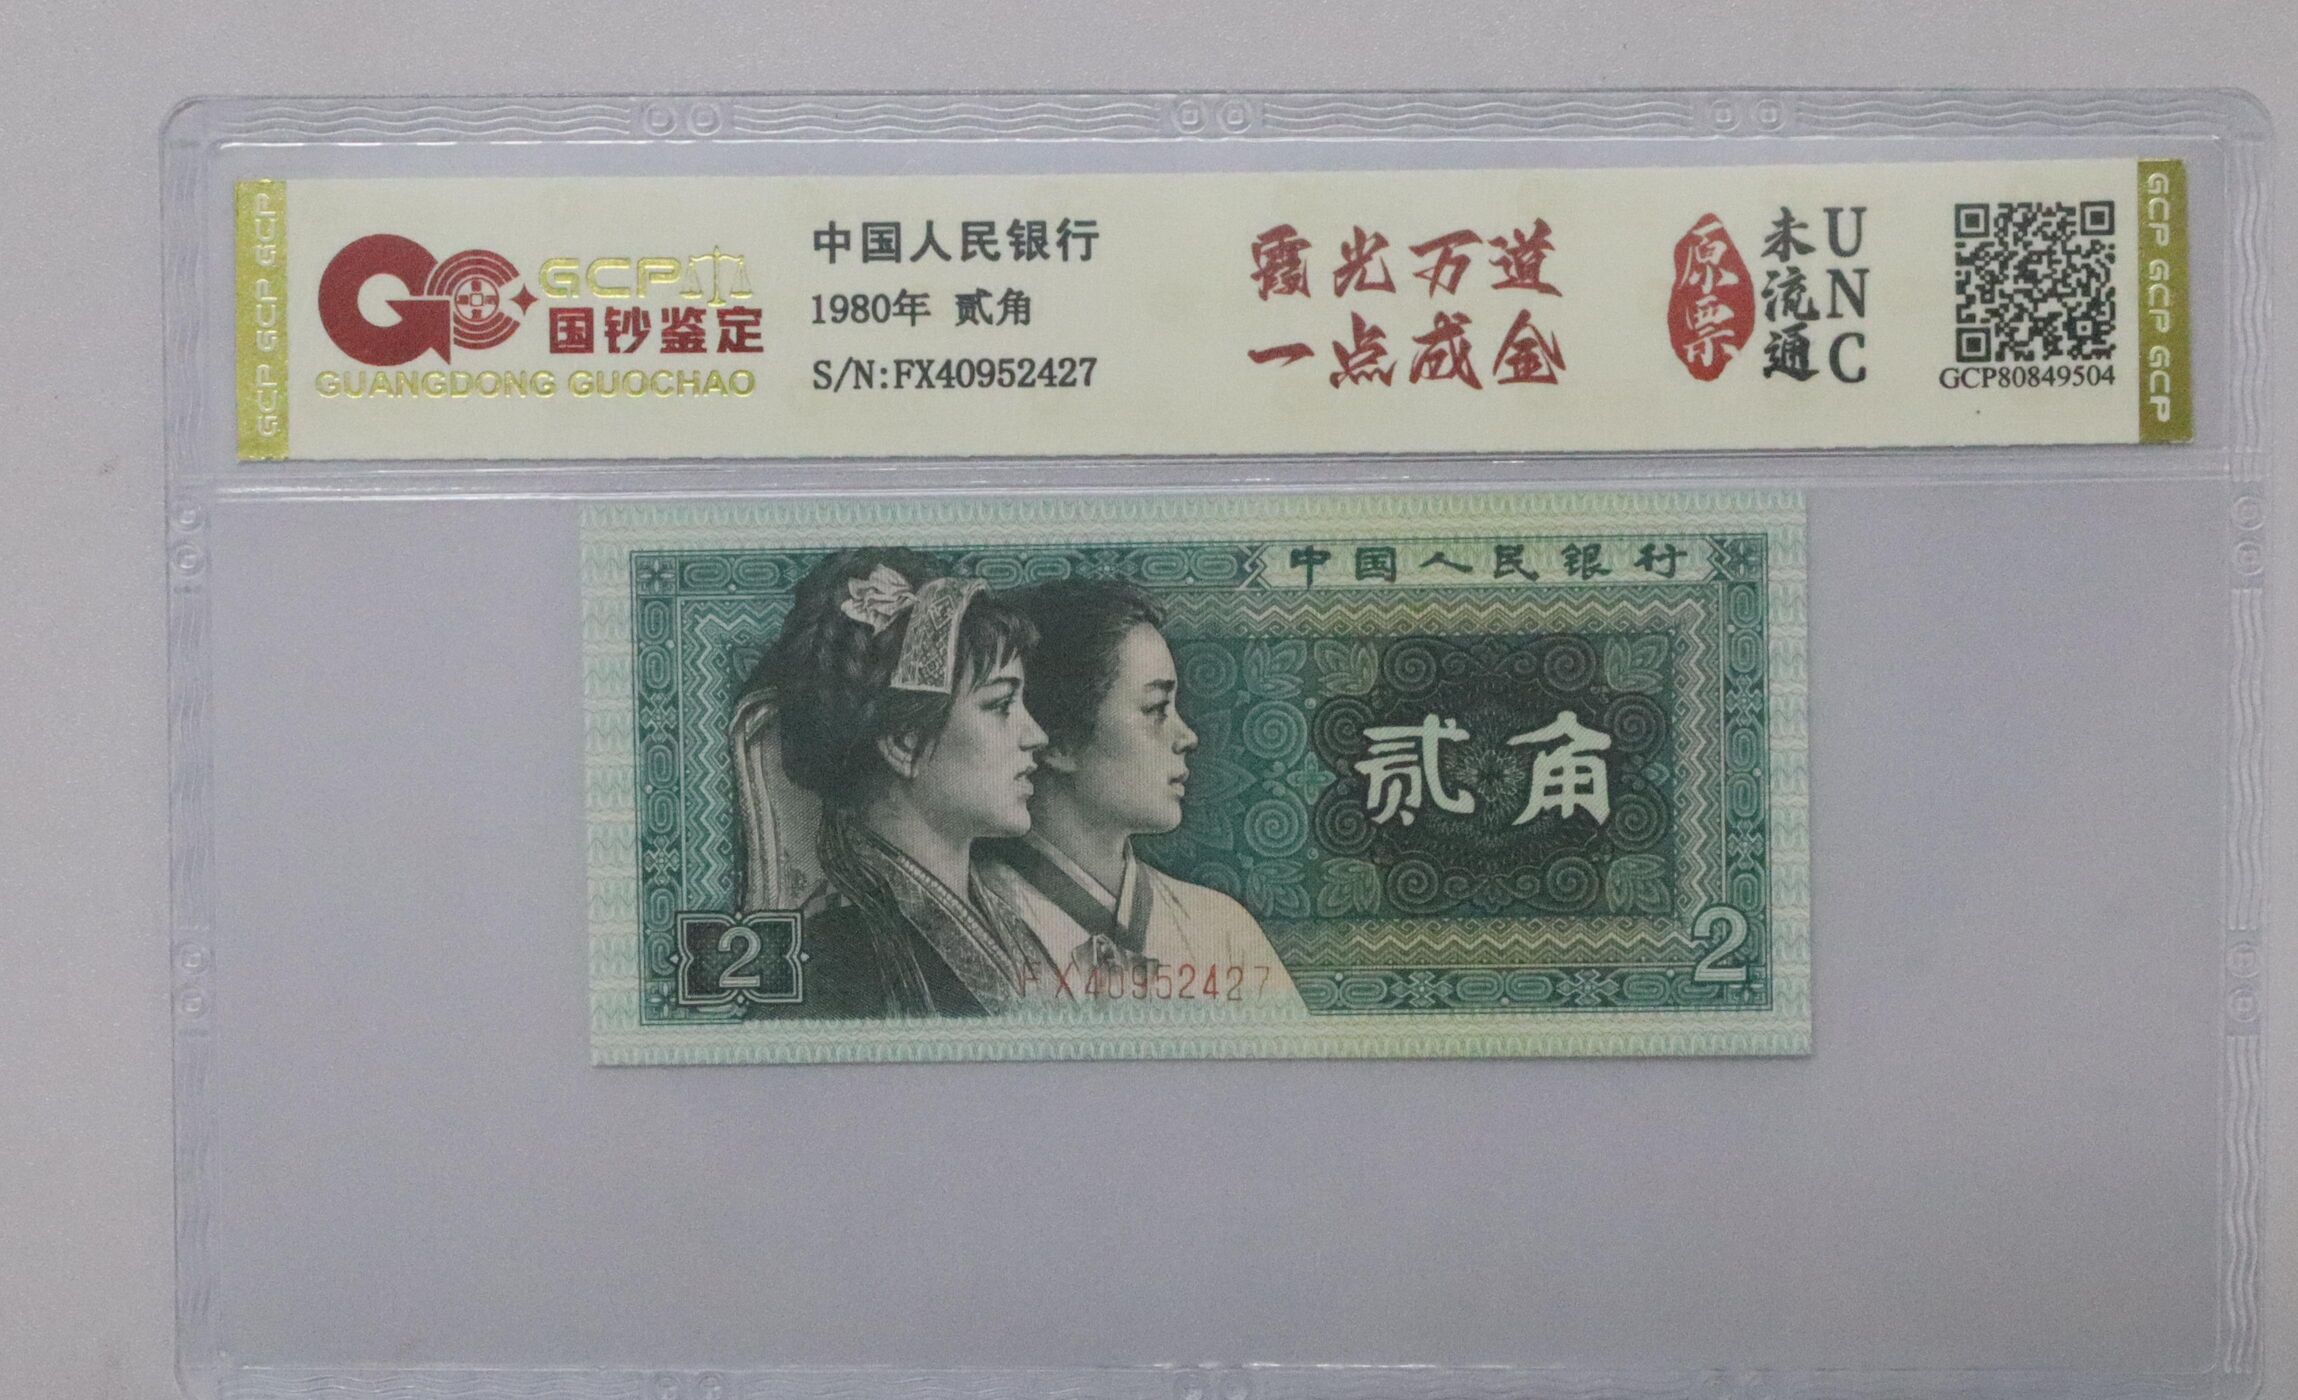 GCP
国钞鉴定
GUANGDONG GUOCHAO
中国人民银行
1980年 贰角
S/N:FX40952427
霞光万道
一点成金
原票
未流通
UNC
GCP80849504
GCP GCP GCP
GCP GCP GCP
中国人民银行
贰角
2
2
FX40952427